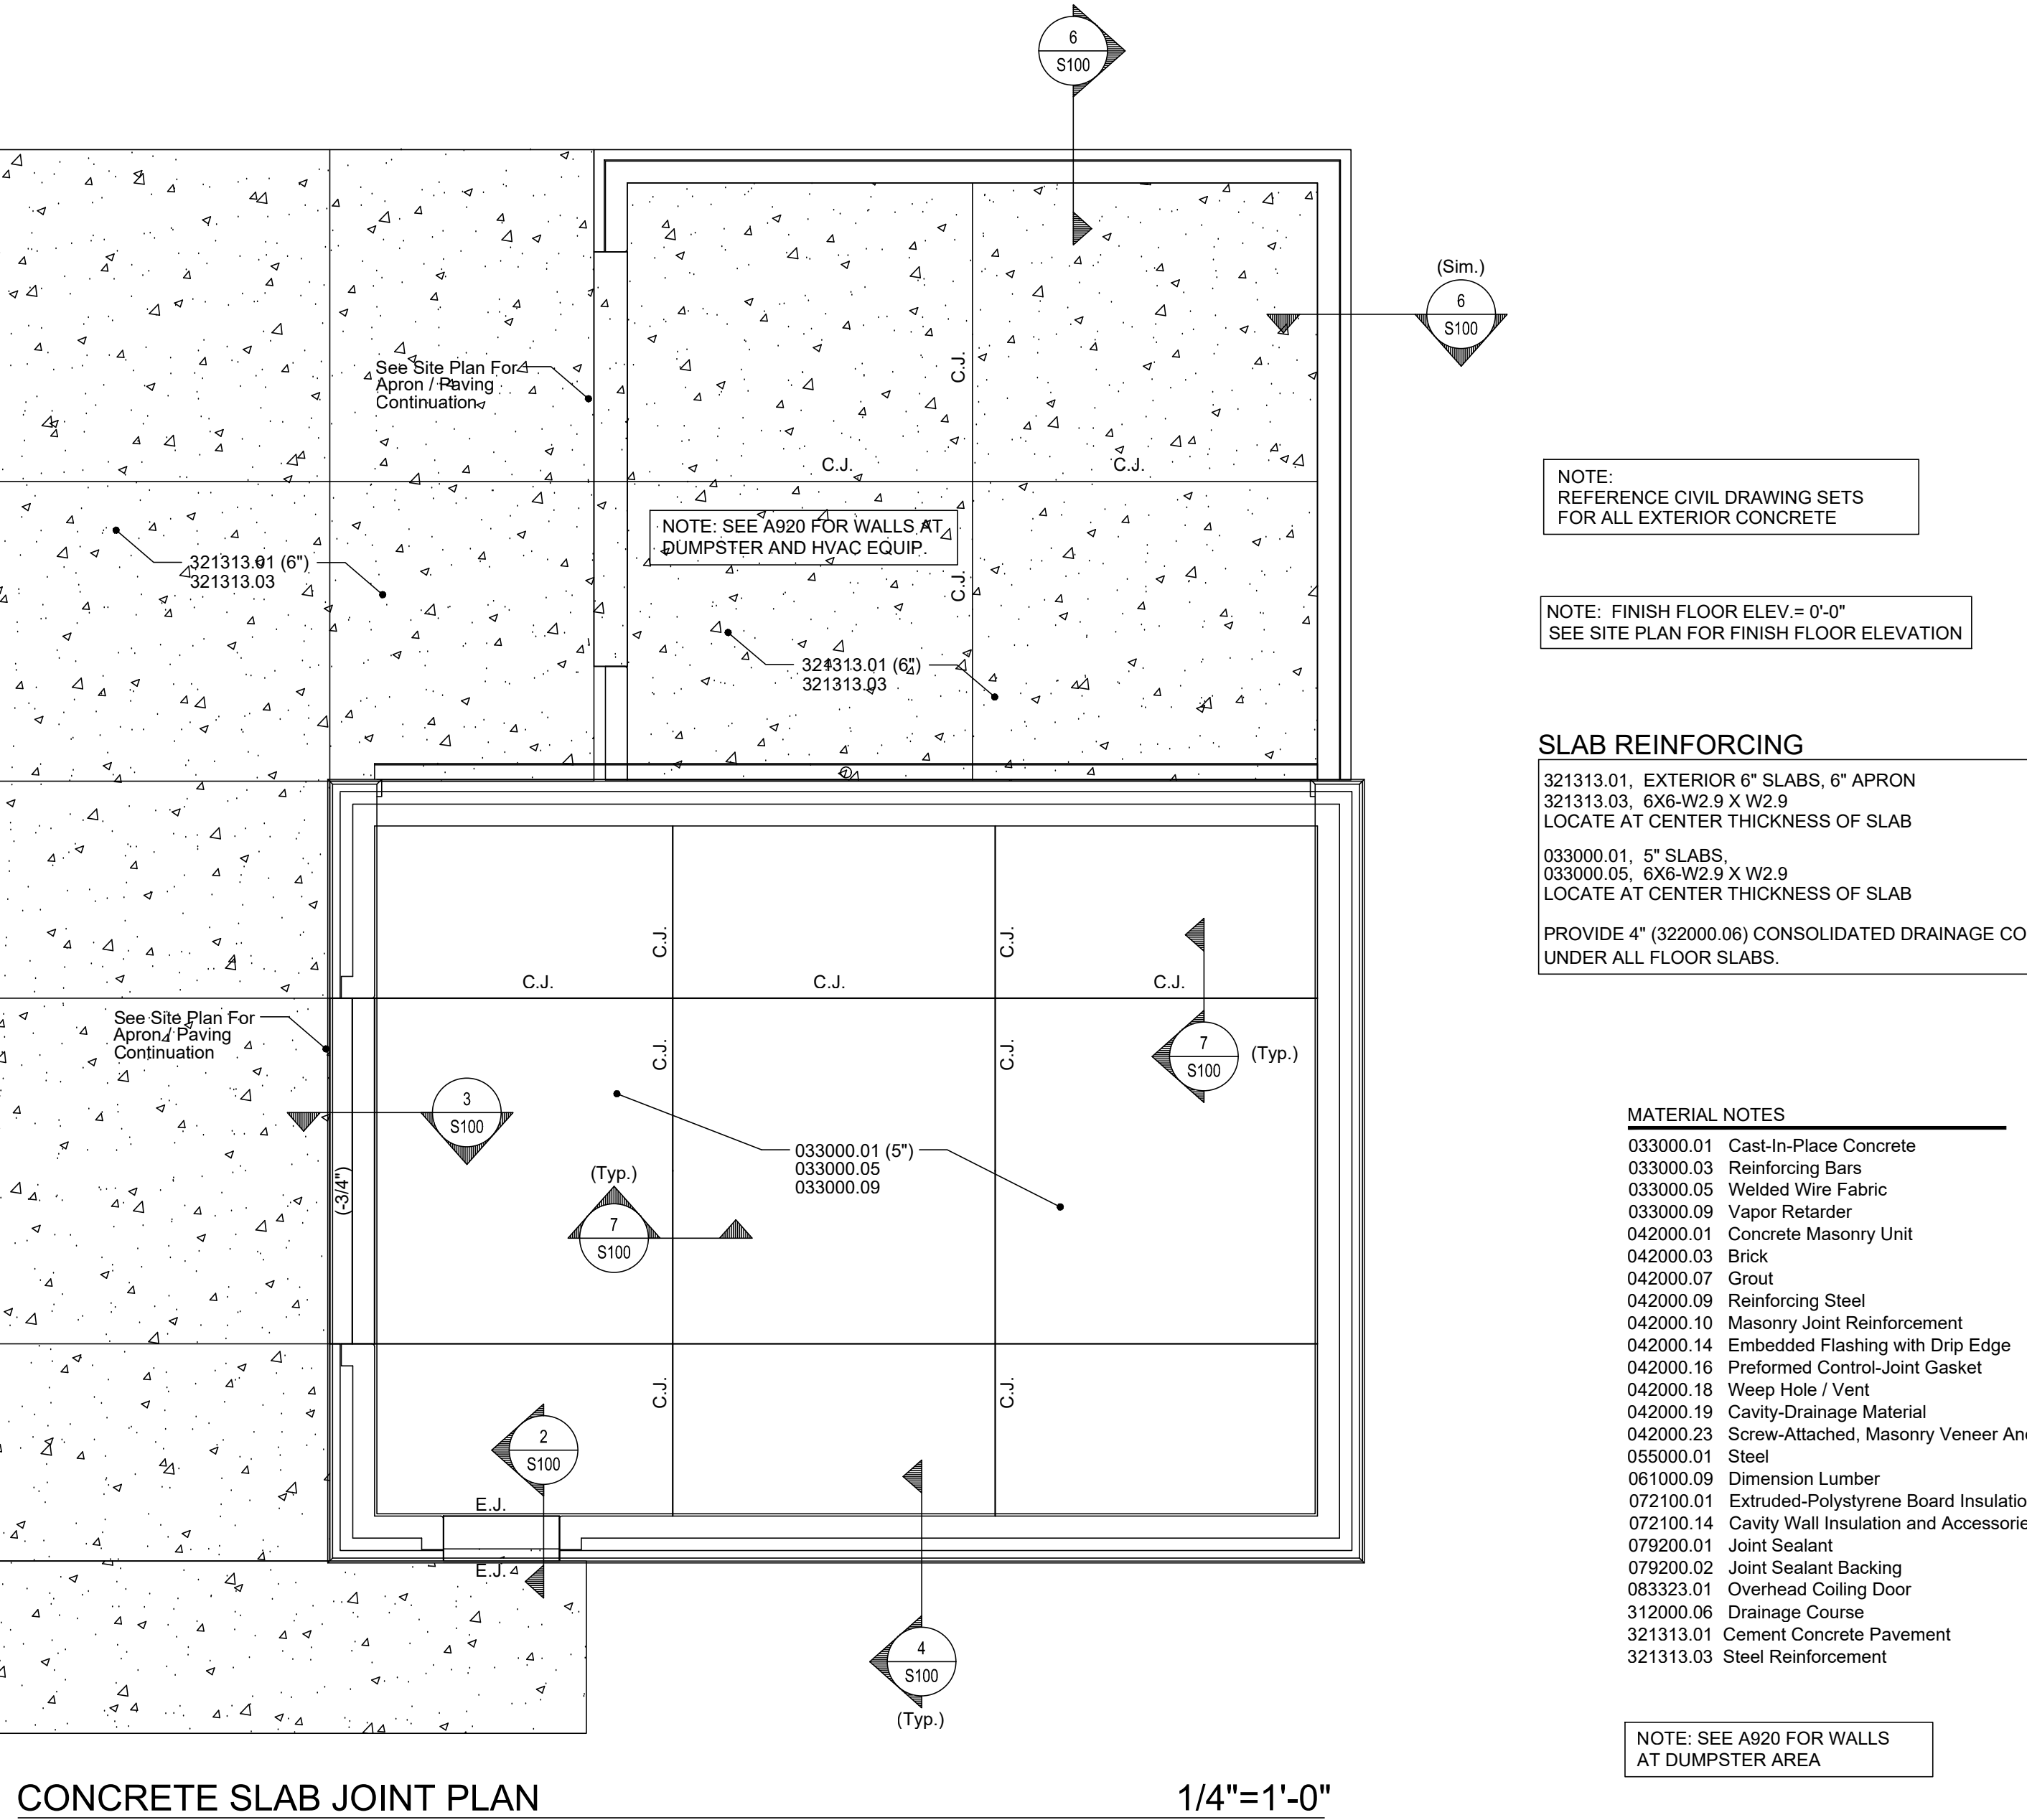 6
S100
(Sim.)
6
S100
See Site Plan For
Apron / Paving
Continuation
C.J.
C.J.
C.J.
NOTE: SEE A920 FOR WALLS AT
DUMPSTER AND HVAC EQUIP.
C.J.
321313.01 (6")
321313.03
321313.01 (6")
321313.03
C.J.
C.J.
C.J.
C.J.
C.J.
See Site Plan For
Apron / Paving
Continuation
C.J.
C.J.
7
S100
(Typ.)
3
S100
033000.01 (5")
033000.05
033000.09
(-3/4")
(Typ.)
7
S100
C.J.
C.J.
2
S100
E.J.
E.J.
4
S100
(Typ.)
CONCRETE SLAB JOINT PLAN
1/4"=1'-0"
NOTE:
REFERENCE CIVIL DRAWING SETS
FOR ALL EXTERIOR CONCRETE
NOTE: FINISH FLOOR ELEV.= 0'-0"
SEE SITE PLAN FOR FINISH FLOOR ELEVATION
SLAB REINFORCING
321313.01, EXTERIOR 6" SLABS, 6" APRON
321313.03, 6X6-W2.9 X W2.9
LOCATE AT CENTER THICKNESS OF SLAB
033000.01, 5" SLABS,
033000.05, 6X6-W2.9 X W2.9
LOCATE AT CENTER THICKNESS OF SLAB
PROVIDE 4" (322000.06) CONSOLIDATED DRAINAGE CO
UNDER ALL FLOOR SLABS.
MATERIAL NOTES
033000.01 Cast-In-Place Concrete
033000.03 Reinforcing Bars
033000.05 Welded Wire Fabric
033000.09 Vapor Retarder
042000.01 Concrete Masonry Unit
042000.03 Brick
042000.07 Grout
042000.09 Reinforcing Steel
042000.10 Masonry Joint Reinforcement
042000.14 Embedded Flashing with Drip Edge
042000.16 Preformed Control-Joint Gasket
042000.18 Weep Hole / Vent
042000.19 Cavity-Drainage Material
042000.23 Screw-Attached, Masonry Veneer An
055000.01 Steel
061000.09 Dimension Lumber
072100.01 Extruded-Polystyrene Board Insulatio
072100.14 Cavity Wall Insulation and Accessorie
079200.01 Joint Sealant
079200.02 Joint Sealant Backing
083323.01 Overhead Coiling Door
312000.06 Drainage Course
321313.01 Cement Concrete Pavement
321313.03 Steel Reinforcement
NOTE: SEE A920 FOR WALLS
AT DUMPSTER AREA